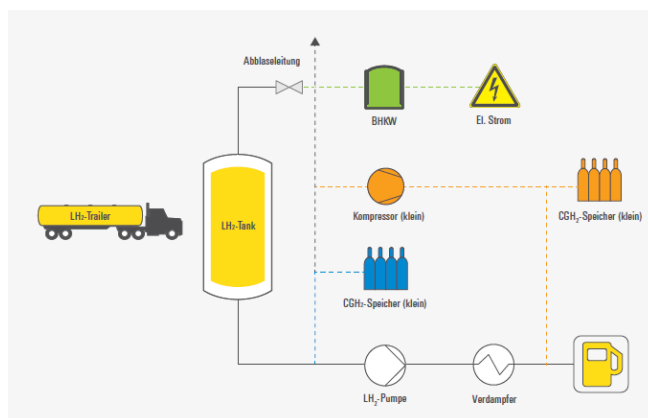 Abblaseleitung
BHKW
El. Strom
LH₂-Trailer
LH₂-Tank
Kompressor (klein)
CGH₂-Speicher (klein)
CGH₂-Speicher (klein)
LH₂-Pumpe
Verdampfer